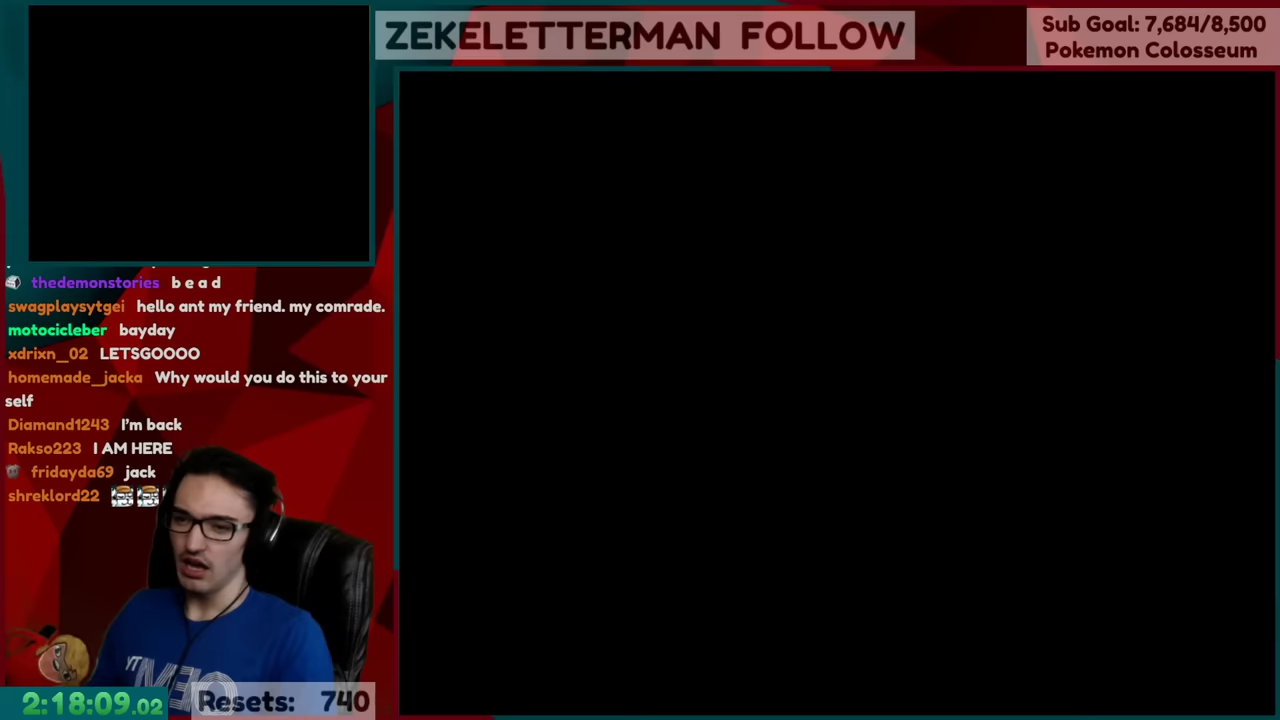 ZEKELETTERMAN FOLLOW
Sub Goal: 7,684/8,500
Pokemon Colosseum
thedemonstories b e a d
swagplaysytgei hello ant my friend. my comrade.
motocicleber bayday
xdrixn_02 LETSGOOOO
homemade_jacka Why would you do this to your
self
Diamand1243 I'm back
Rakso223 I AM HERE
fridayda69 jack
shreklord22
YT
2:18:09.02
Resets: 740